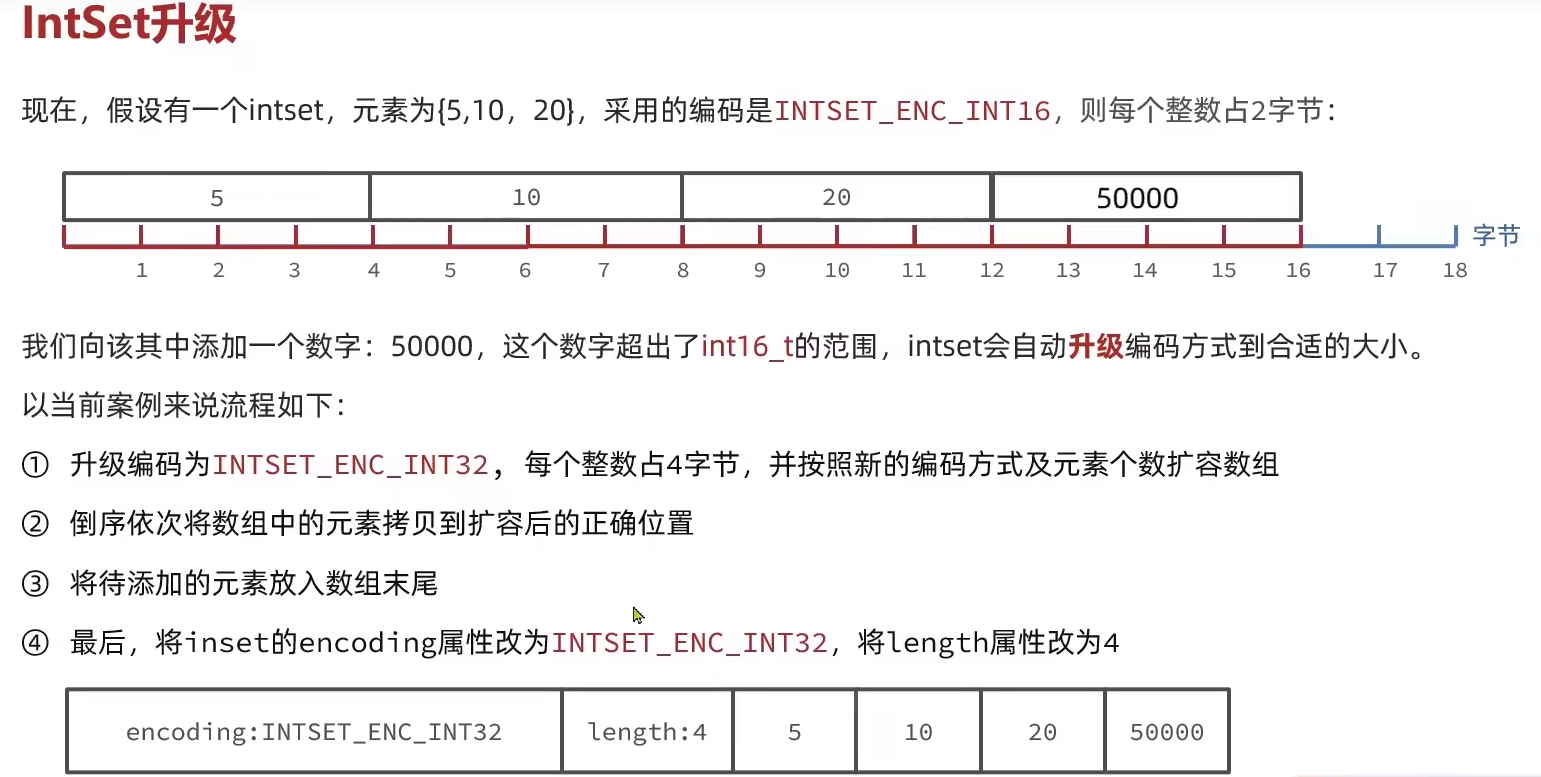 IntSet升级
现在，假设有一个intset，元素为{5,10，20}，采用的编码是INTSET_ENC_INT16，则每个整数占2字节：
5 10 20 50000
字节
1 2 3 4 5 6 7 8 9 10 11 12 13 14 15 16 17 18
我们向该其中添加一个数字：50000，这个数字超出了int16_t的范围，intset会自动升级编码方式到合适的大小。
以当前案例来说流程如下：
① 升级编码为INTSET_ENC_INT32，每个整数占4字节，并按照新的编码方式及元素个数扩容数组
② 倒序依次将数组中的元素拷贝到扩容后的正确位置
③ 将待添加的元素放入数组末尾
④ 最后，将inset的encoding属性改为INTSET_ENC_INT32，将length属性改为4
encoding:INTSET_ENC_INT32 length:4 5 10 20 50000